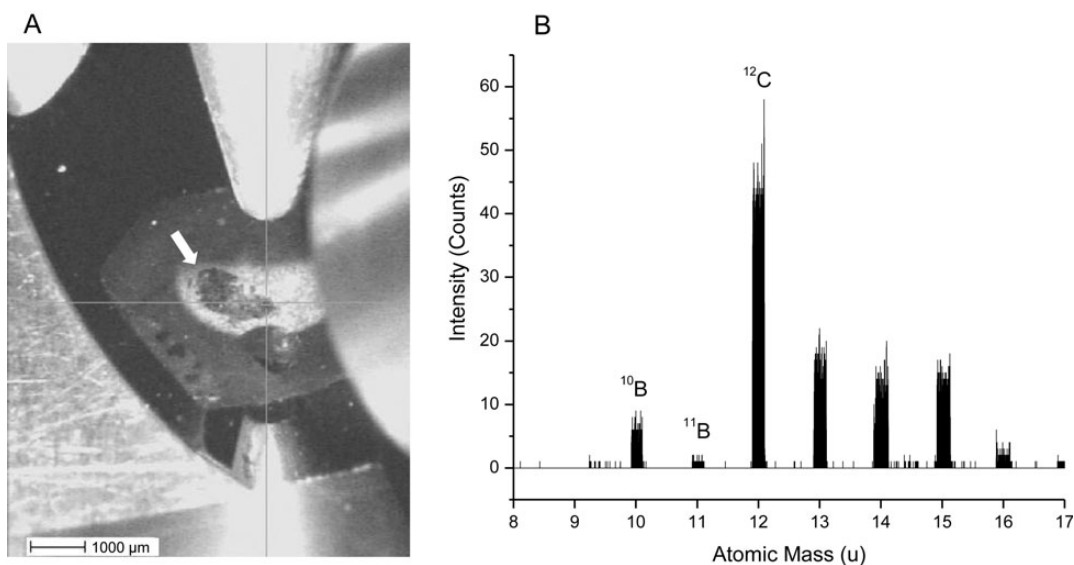 A
B
1000 µm
Intensity (Counts)
60
50
40
30
20
10
0
¹²C
¹⁰B
¹¹B
8 9 10 11 12 13 14 15 16 17
Atomic Mass (u)